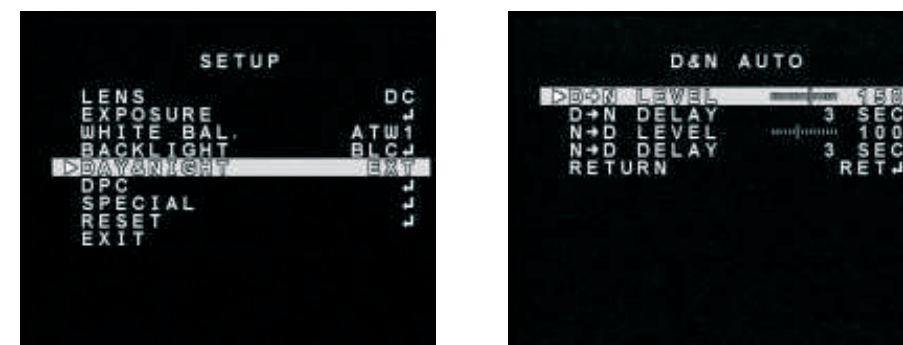 SETUP
LENS DC
EXPOSURE ↲
WHITE BAL. ATW1
BACKLIGHT BLC↲
▷DAY&NIGHT EXT
DPC ↲
SPECIAL ↲
RESET ↲
EXIT
D&N AUTO
▷D→N LEVEL 150
D→N DELAY 3 SEC
N→D LEVEL 100
N→D DELAY 3 SEC
RETURN RET↲